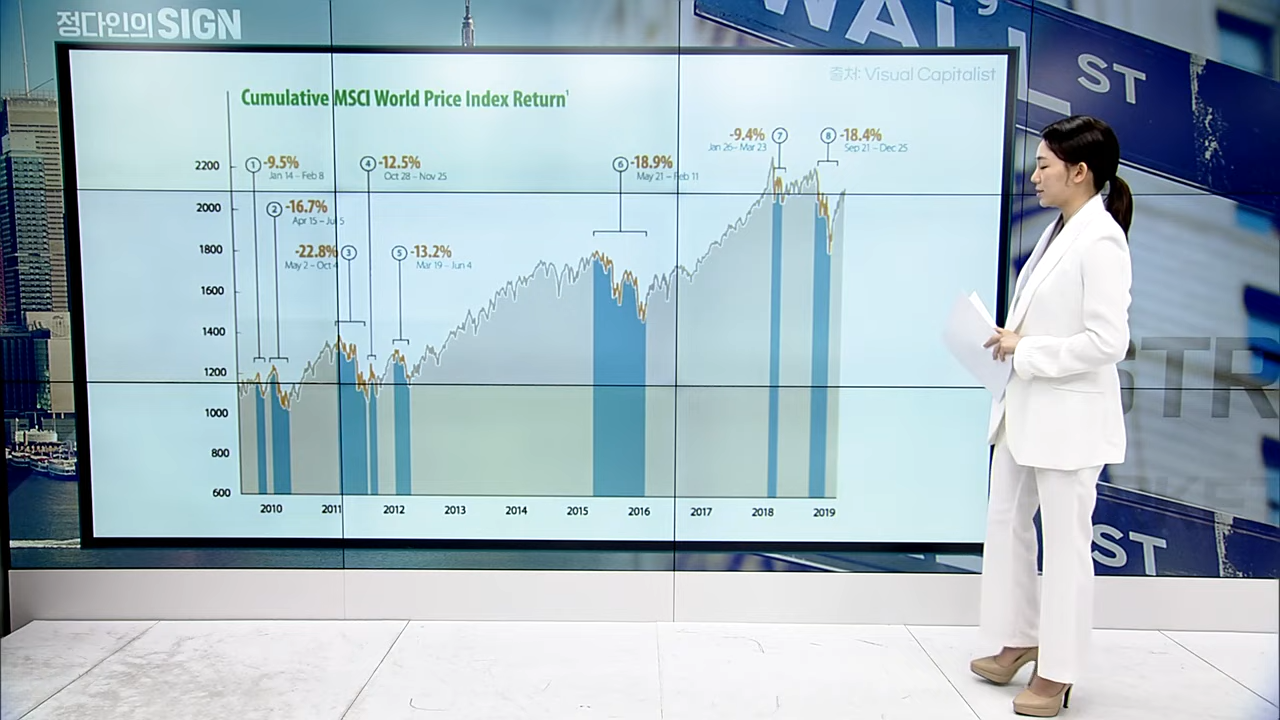 정다인의 SIGN
WALL ST
출처: Visual Capitalist
Cumulative MSCI World Price Index Return¹
-9.4% 7
Jan 26– Mar 23
8 -18.4%
Sep 21 – Dec 25
1 -9.5%
Jan 14 – Feb 8
4 -12.5%
Oct 28 – Nov 25
6 -18.9%
May 21 – Feb 11
2 -16.7%
Apr 15 – Jul 5
-22.8% 3
May 2 – Oct 4
5 -13.2%
Mar 19 – Jun 4
2200
2000
1800
1600
1400
1200
1000
800
600
2010 2011 2012 2013 2014 2015 2016 2017 2018 2019
STR
ST